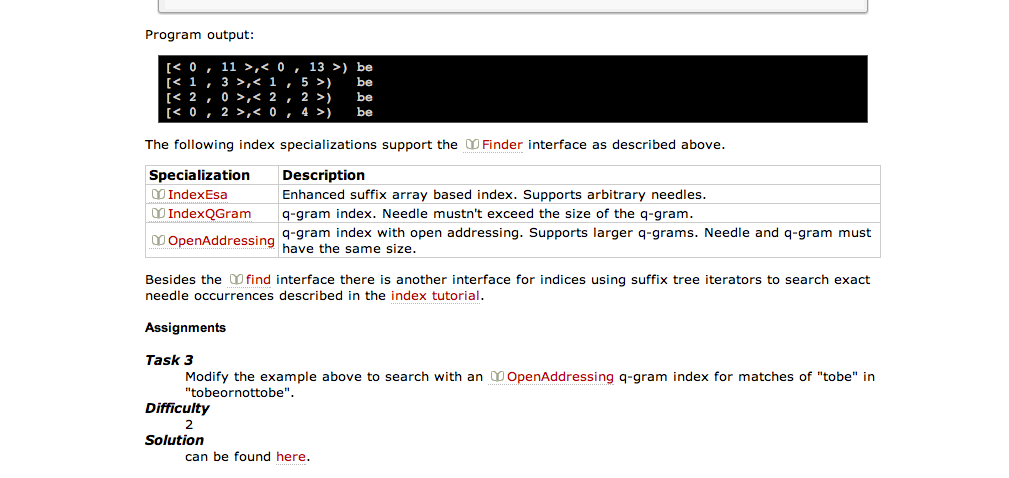 Program output:
[< 0 , 11 >,< 0 , 13 >) be
[< 1 , 3 >,< 1 , 5 >)   be
[< 2 , 0 >,< 2 , 2 >)   be
[< 0 , 2 >,< 0 , 4 >)   be
The following index specializations support the Finder interface as described above.
Specialization Description
IndexEsa Enhanced suffix array based index. Supports arbitrary needles.
IndexQGram q-gram index. Needle mustn't exceed the size of the q-gram.
OpenAddressing q-gram index with open addressing. Supports larger q-grams. Needle and q-gram must
have the same size.
Besides the find interface there is another interface for indices using suffix tree iterators to search exact
needle occurrences described in the index tutorial.
Assignments
Task 3
Modify the example above to search with an OpenAddressing q-gram index for matches of "tobe" in
"tobeornottobe".
Difficulty
2
Solution
can be found here.